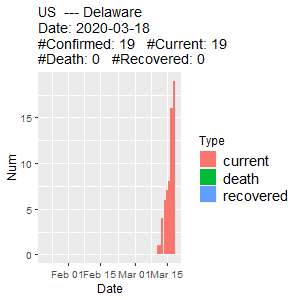 US --- Delaware
Date: 2020-03-18
#Confirmed: 19 #Current: 19
#Death: 0 #Recovered: 0
15
10
5
0
Num
Feb 01 Feb 15 Mar 01 Mar 15
Date
Type
current
death
recovered